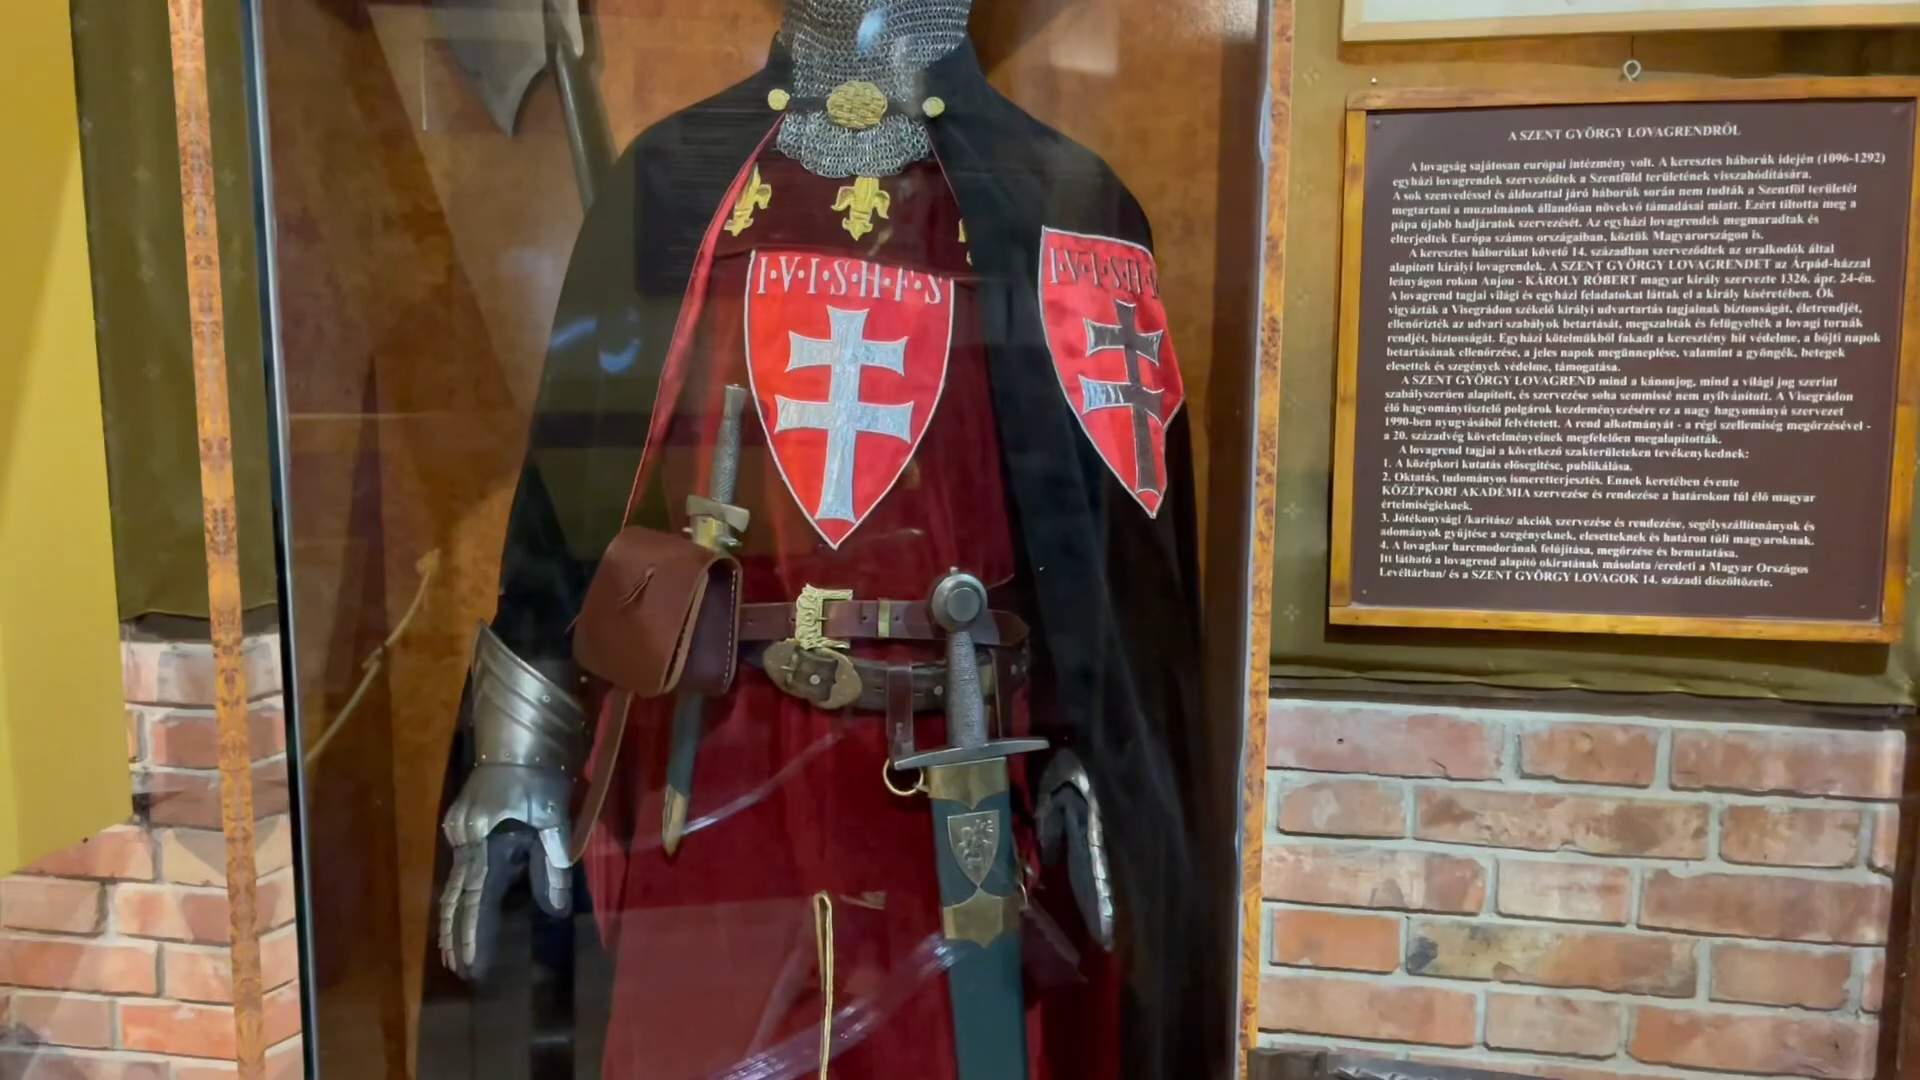 I·V·I·S·H·F·S
I·V·I·S·H·F
A SZENT GYÖRGY LOVAGRENDRŐL
A lovagság sajátosan európai intézmény volt. A keresztes háborúk idején (1096-1292)
egyházi lovagrendek szerveződtek a Szentföld területének visszahódítására.
A sok szenvedéssel és áldozattal járó háborúk során nem tudták a Szentföl területét
megtartani a muzulmánok állandóan növekvő támadásai miatt. Ezért tiltotta meg a
pápa újabb hadjáratok szervezését. Az egyházi lovagrendek megmaradtak és
elterjedtek Európa számos országaiban, köztük Magyarországon is.
A keresztes háborúkat követő 14. században szerveződtek az uralkodók által
alapított királyi lovagrendek. A SZENT GYÖRGY LOVAGRENDET az Árpád-házzal
leányágon rokon Anjou - KÁROLY RÓBERT magyar király szervezte 1326. ápr. 24-én.
A lovagrend tagjai világi és egyházi feladatokat láttak el a király kíséretében. Ők
vigyázták a Visegrádon székelő királyi udvartartás tagjainak biztonságát, életrendjét,
ellenőrizték az udvari szabályok betartását, megszabták és felügyelték a lovagi tornák
rendjét, biztonságát. Egyházi kötelmükből fakadt a keresztény hit védelme, a böjti napok
betartásának ellenőrzése, a jeles napok megünneplése, valamint a gyöngék, betegek
elesettek és szegények védelme, támogatása.
A SZENT GYÖRGY LOVAGREND mind a kánonjog, mind a világi jog szerint
szabályszerűen alapított, és szervezése soha semmissé nem nyilvánított. A Visegrádon
élő hagyománytisztelő polgárok kezdeményezésére ez a nagy hagyományú szervezet
1990-ben nyugvásából felvétetett. A rend alkotmányát - a régi szellemiség megőrzésével -
a 20. századvég követelményeinek megfelelően megalapították.
A lovagrend tagjai a következő szakterületeken tevékenykednek:
1. A középkori kutatás elősegítése, publikálása.
2. Oktatás, tudományos ismeretterjesztés. Ennek keretében évente
KÖZÉPKORI AKADÉMIA szervezése és rendezése a határokon túl élő magyar
értelmiségieknek.
3. Jótékonysági /karitász/ akciók szervezése és rendezése, segélyszállítmányok és
adományok gyűjtése a szegényeknek, elesetteknek és határon túli magyaroknak.
4. A lovagkor harcmodorának felújítása, megőrzése és bemutatása.
Itt látható a lovagrend alapító okiratának másolata /eredeti a Magyar Országos
Levéltárban/ és a SZENT GYÖRGY LOVAGOK 14. századi díszöltözete.